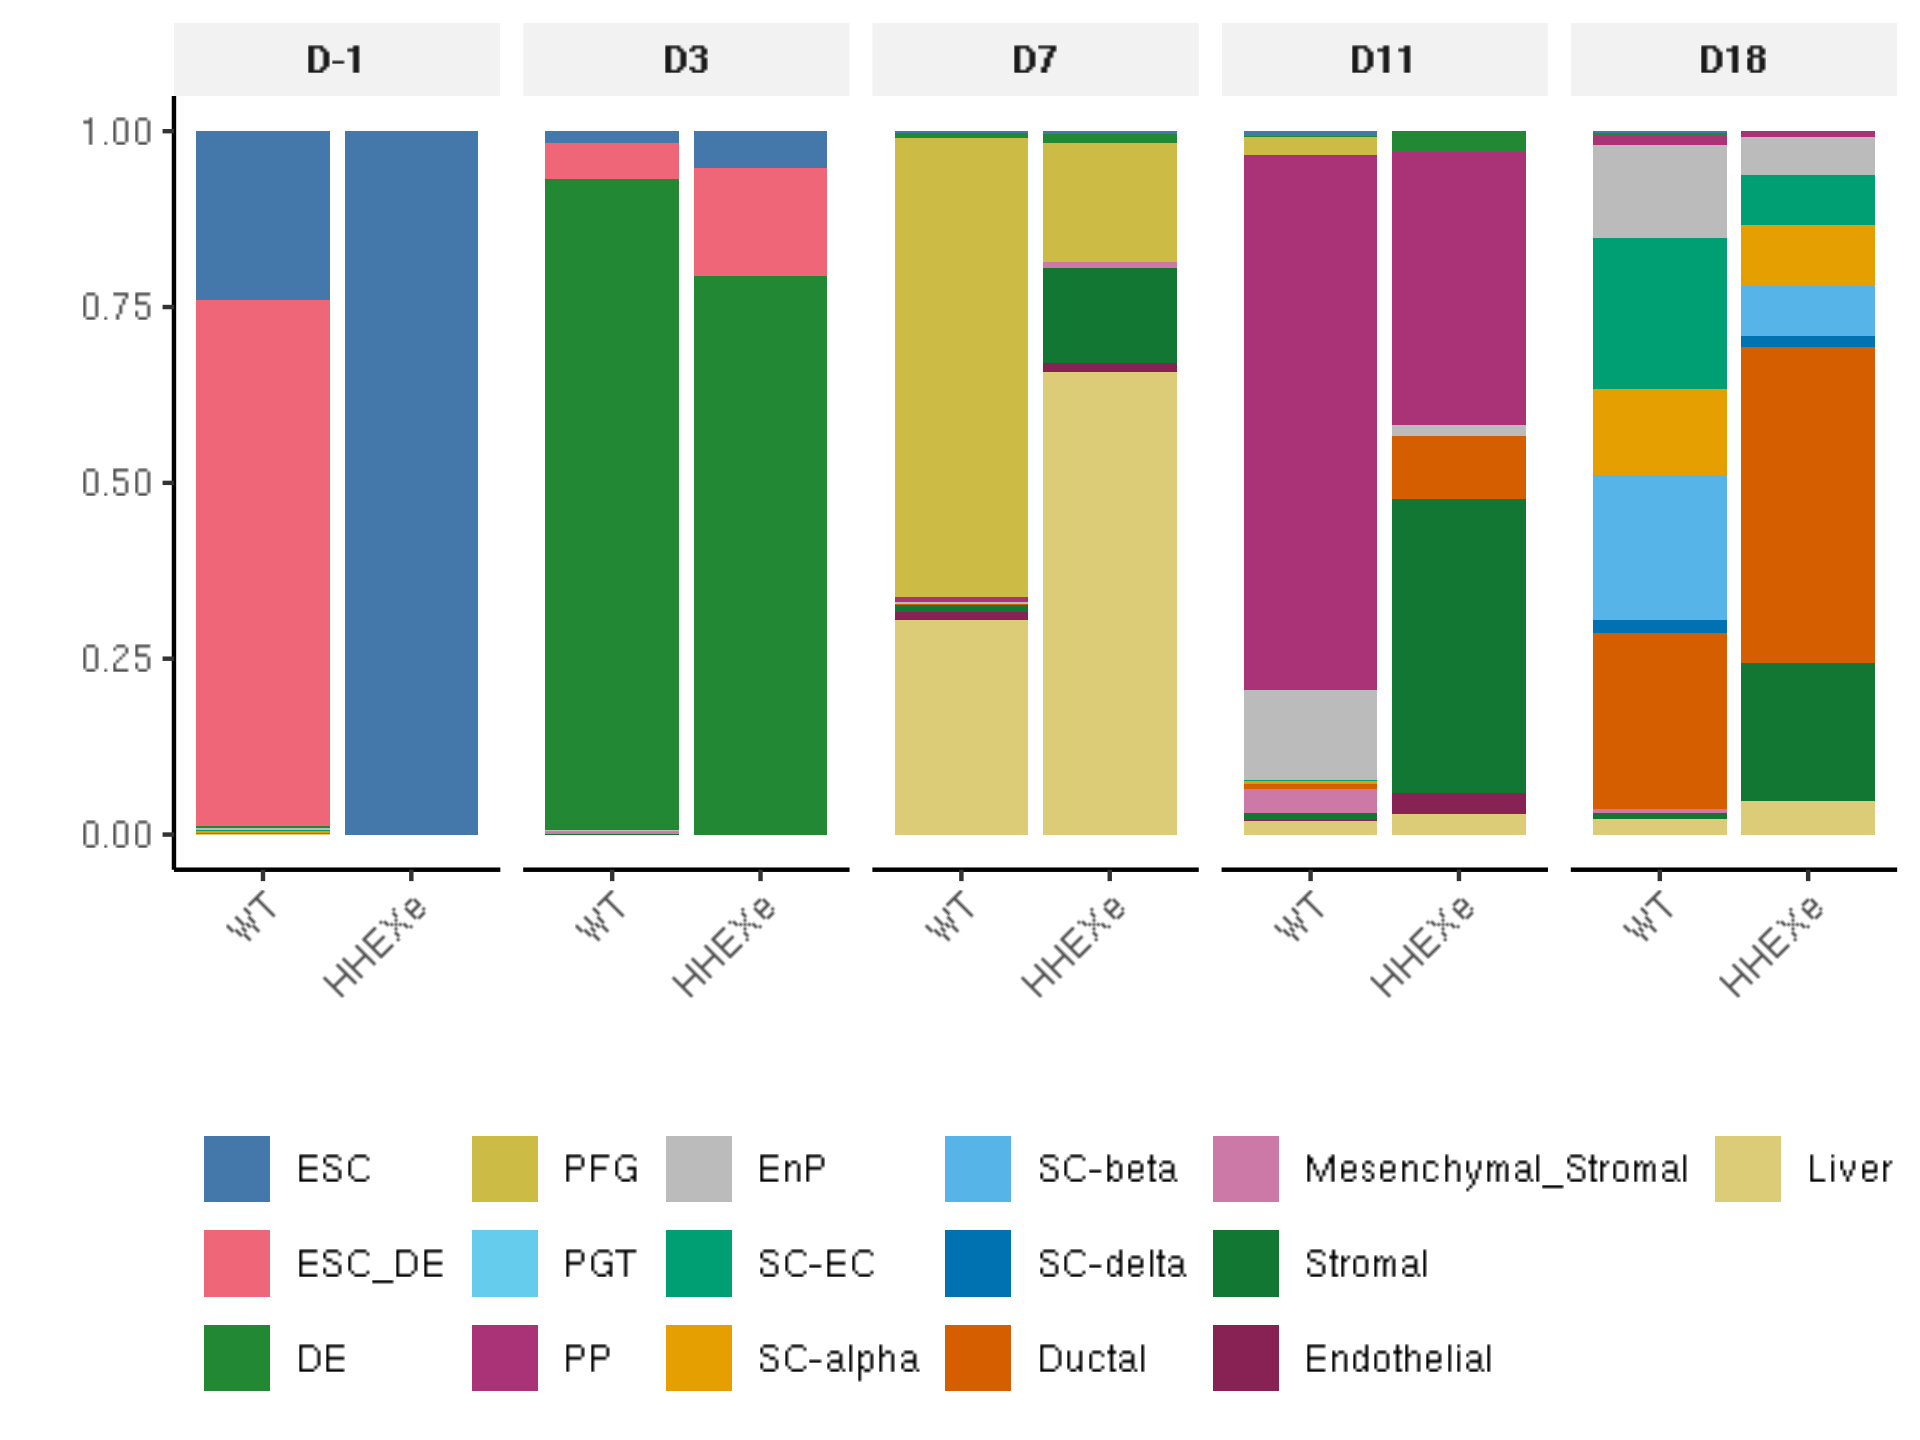 D-1 D3 D7 D11 D18
1.00
0.75
0.50
0.25
0.00
WT HHEXe WT HHEXe WT HHEXe WT HHEXe WT HHEXe
ESC PFG EnP SC-beta Mesenchymal_Stromal Liver
ESC_DE PGT SC-EC SC-delta Stromal
DE PP SC-alpha Ductal Endothelial